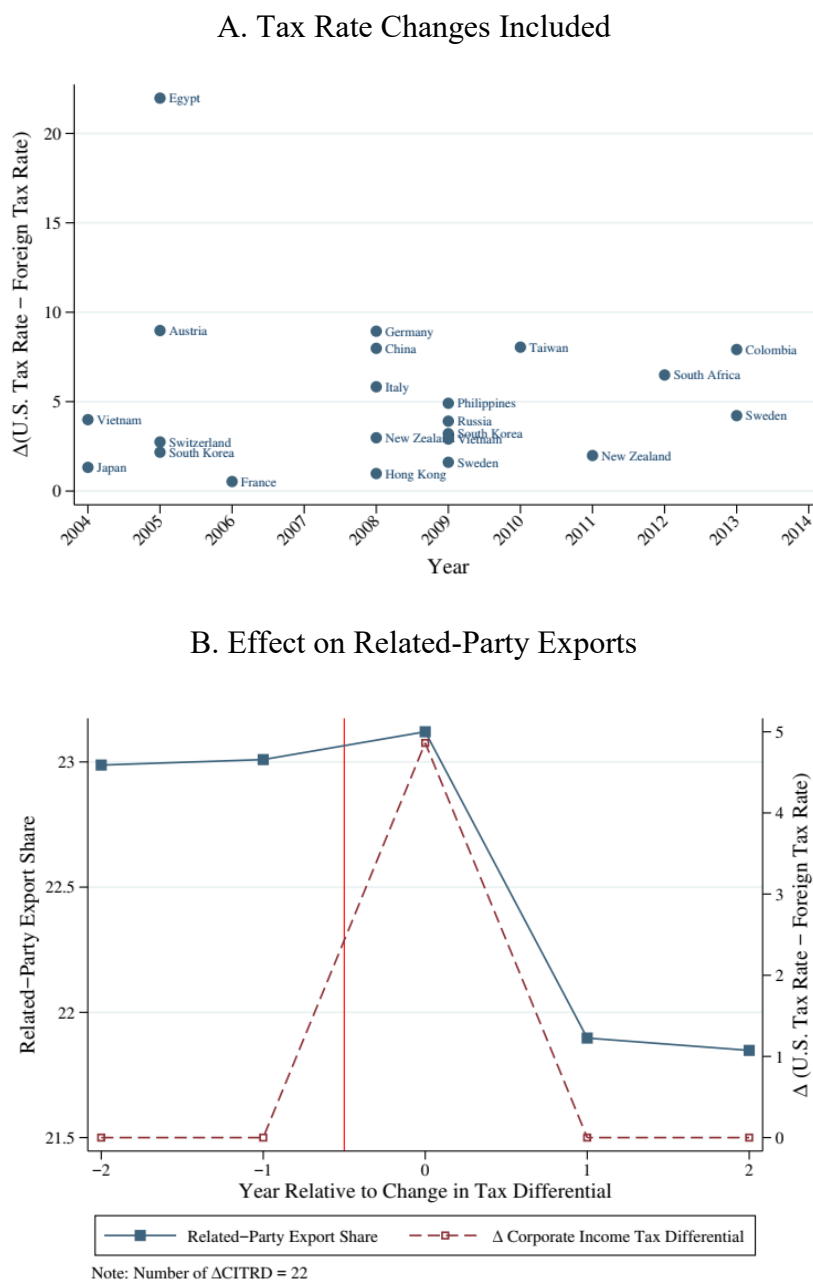 A. Tax Rate Changes Included
Δ(U.S. Tax Rate − Foreign Tax Rate)
20
15
10
5
0
Egypt
Austria
Germany
China
Taiwan
Colombia
Italy
South Africa
Philippines
Vietnam
Sweden
Russia
South Korea
New Zealand
Vietnam
Switzerland
South Korea
New Zealand
Japan
Sweden
Hong Kong
France
2004
2005
2006
2007
2008
2009
2010
2011
2012
2013
2014
Year
B. Effect on Related-Party Exports
Related−Party Export Share
23
22.5
22
21.5
5
4
3
2
1
0
Δ (U.S. Tax Rate − Foreign Tax Rate)
−2
−1
0
1
2
Year Relative to Change in Tax Differential
Related−Party Export Share
Δ Corporate Income Tax Differential
Note: Number of ΔCITRD = 22